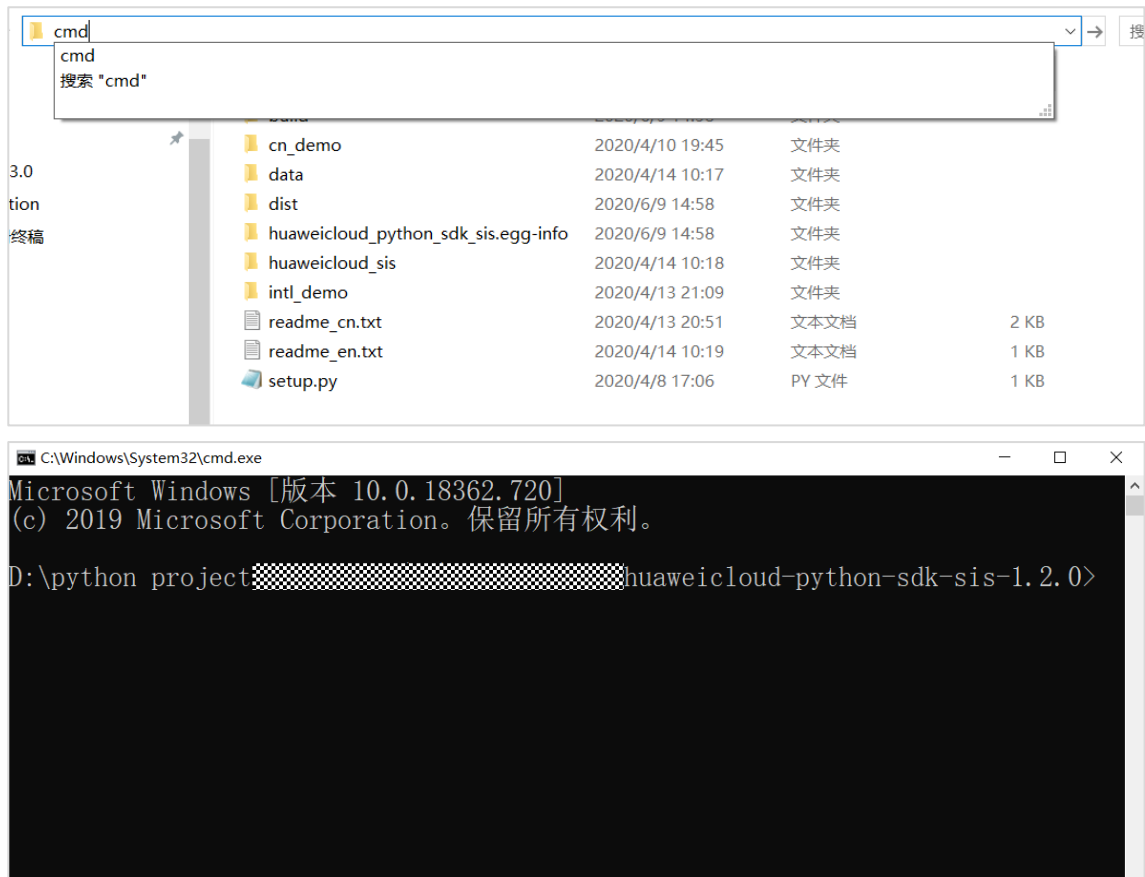 cmd
搜
cmd
搜索 "cmd"
cn_demo 2020/4/10 19:45 文件夹
3.0 data 2020/4/14 10:17 文件夹
tion dist 2020/6/9 14:58 文件夹
终稿 huaweicloud_python_sdk_sis.egg-info 2020/6/9 14:58 文件夹
huaweicloud_sis 2020/4/14 10:18 文件夹
intl_demo 2020/4/13 21:09 文件夹
readme_cn.txt 2020/4/13 20:51 文本文档 2 KB
readme_en.txt 2020/4/14 10:19 文本文档 1 KB
setup.py 2020/4/8 17:06 PY 文件 1 KB
C:\Windows\System32\cmd.exe
Microsoft Windows [版本 10.0.18362.720]
(c) 2019 Microsoft Corporation。保留所有权利。
D:\python project huaweicloud-python-sdk-sis-1.2.0>